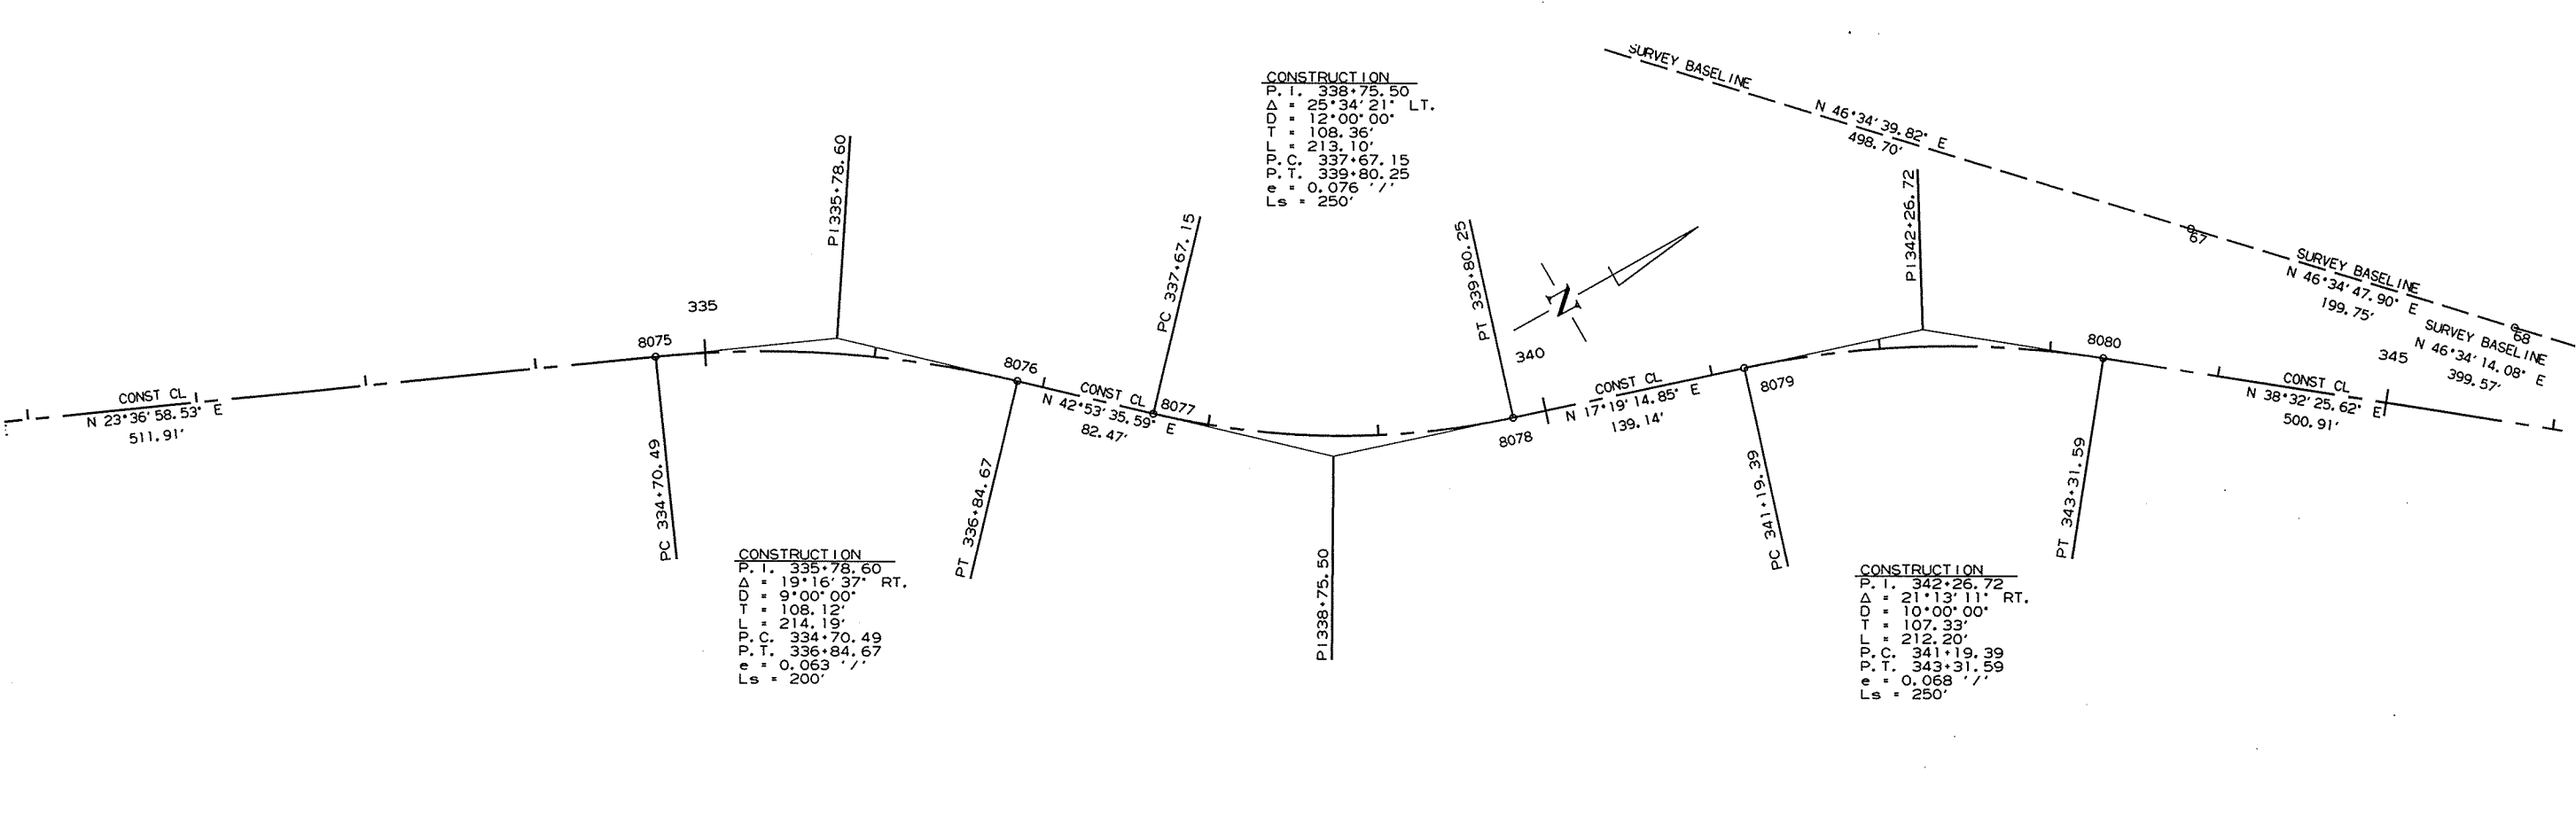 SURVEY BASELINE
N 46°34'39.82" E
498.70'
67
SURVEY BASELINE
N 46°34'47.90" E
199.75'
68
SURVEY BASELINE
N 46°34'14.08" E
399.57'
CONSTRUCTION
P.I. 338+75.50
Δ = 25°34'21" LT.
D = 12°00'00"
T = 108.36'
L = 213.10'
P.C. 337+67.15
P.T. 339+80.25
e = 0.076 '/'
Ls = 250'
CONST CL
N 23°36'58.53" E
511.91'
8075
335
PC 334+70.49
PI 335+78.60
8076
PT 336+84.67
CONST CL
N 42°53'35.59" E
82.47'
8077
PC 337+67.15
PI 338+75.50
PT 339+80.25
8078
340
N
CONST CL
N 17°19'14.85" E
139.14'
8079
PC 341+19.39
PI 342+26.72
8080
PT 343+31.59
CONST CL
N 38°32'25.62" E
500.91'
345
CONSTRUCTION
P.I. 335+78.60
Δ = 19°16'37" RT.
D = 9°00'00"
T = 108.12'
L = 214.19'
P.C. 334+70.49
P.T. 336+84.67
e = 0.063 '/'
Ls = 200'
CONSTRUCTION
P.I. 342+26.72
Δ = 21°13'11" RT.
D = 10°00'00"
T = 107.33'
L = 212.20'
P.C. 341+19.39
P.T. 343+31.59
e = 0.068 '/'
Ls = 250'